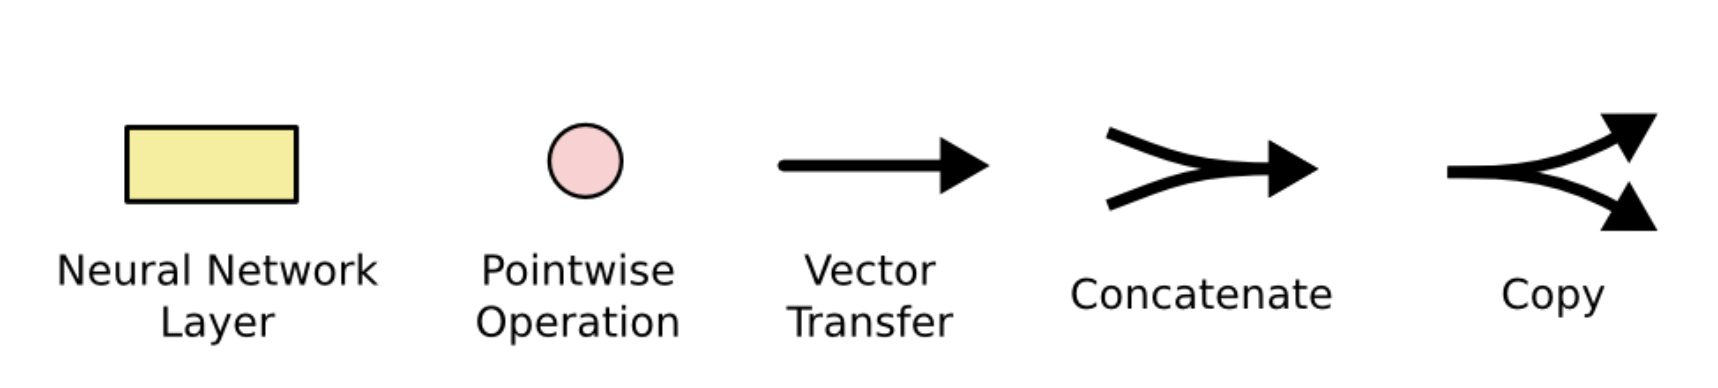 Neural Network
Layer
Pointwise
Operation
Vector
Transfer
Concatenate
Copy